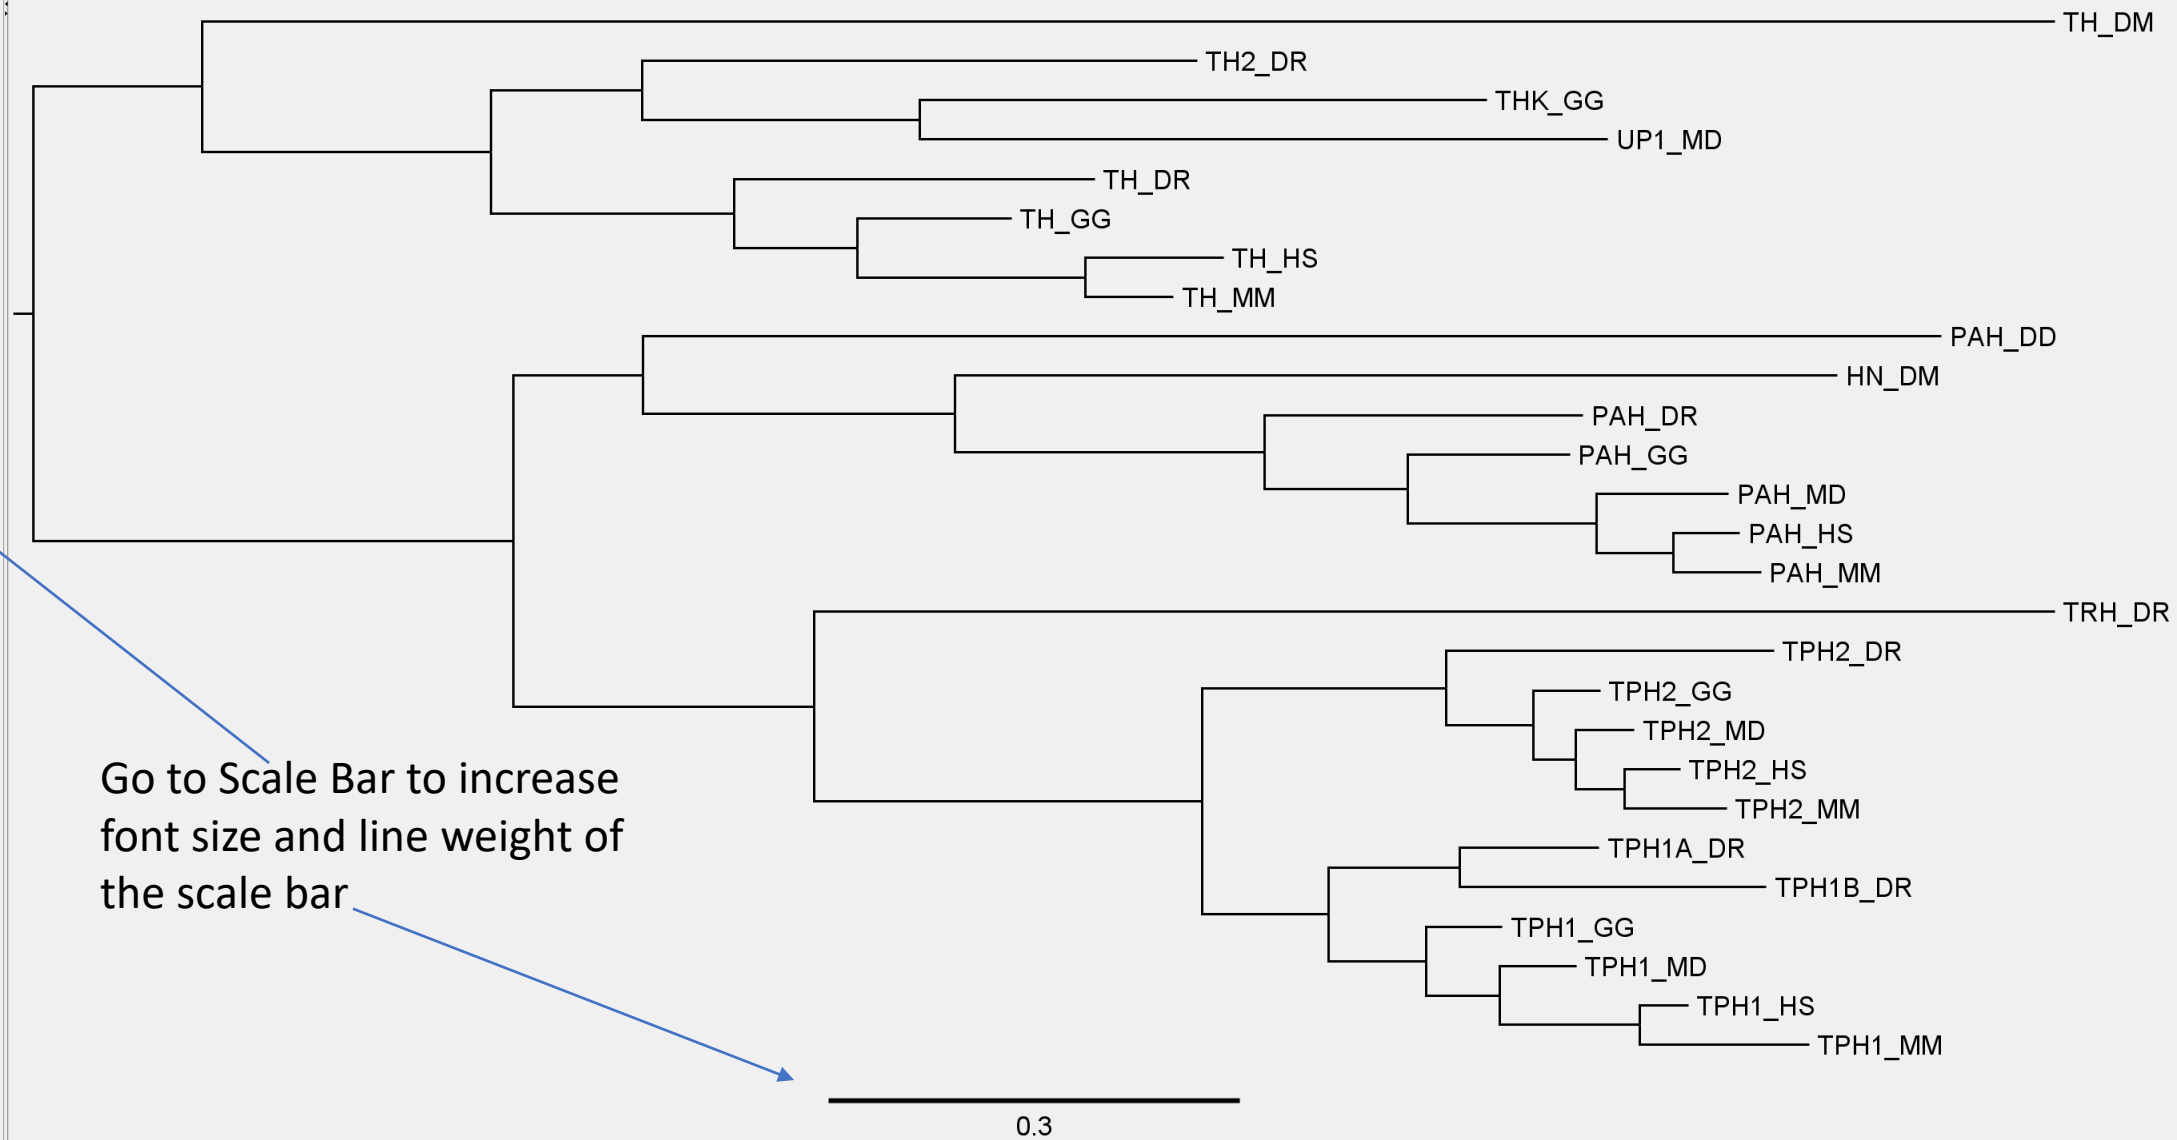 TH_DM
TH2_DR
THK_GG
UP1_MD
TH_DR
TH_GG
TH_HS
TH_MM
PAH_DD
HN_DM
PAH_DR
PAH_GG
PAH_MD
PAH_HS
PAH_MM
TRH_DR
TPH2_DR
TPH2_GG
TPH2_MD
TPH2_HS
TPH2_MM
TPH1A_DR
TPH1B_DR
TPH1_GG
TPH1_MD
TPH1_HS
TPH1_MM
Go to Scale Bar to increase
font size and line weight of
the scale bar
0.3